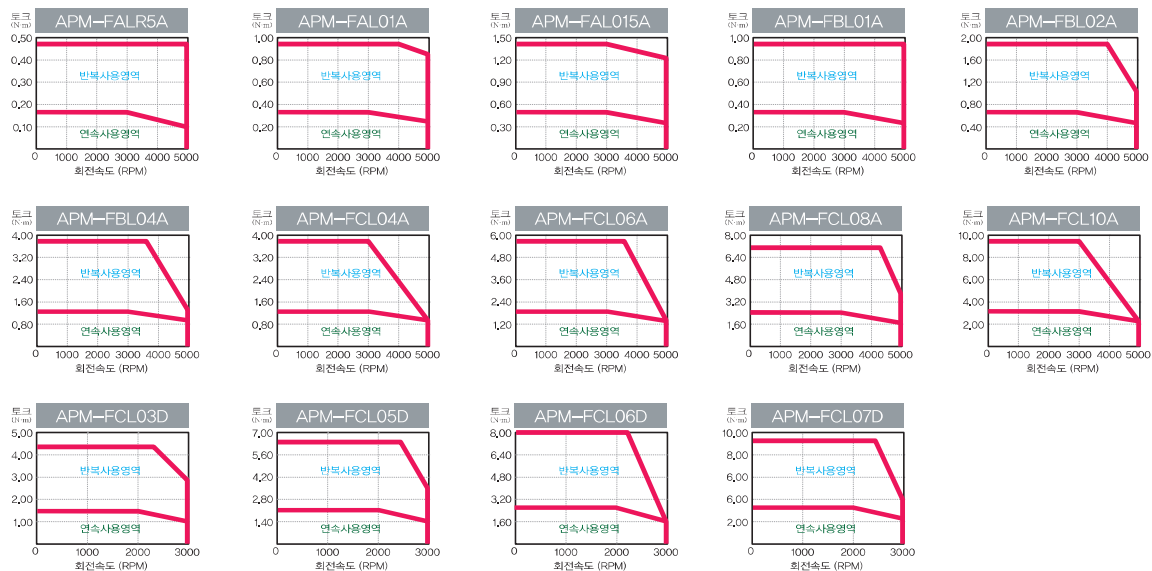 토크
(N·m)
APM-FALR5A
0.50
0.40
0.30
0.20
0.10
반복사용영역
연속사용영역
0 1000 2000 3000 4000 5000
회전속도 (RPM)
토크
(N·m)
APM-FAL01A
1.00
0.80
0.60
0.40
0.20
반복사용영역
연속사용영역
0 1000 2000 3000 4000 5000
회전속도 (RPM)
토크
(N·m)
APM-FAL015A
1.50
1.20
0.90
0.60
0.30
반복사용영역
연속사용영역
0 1000 2000 3000 4000 5000
회전속도 (RPM)
토크
(N·m)
APM-FBL01A
1.00
0.80
0.60
0.40
0.20
반복사용영역
연속사용영역
0 1000 2000 3000 4000 5000
회전속도 (RPM)
토크
(N·m)
APM-FBL02A
2.00
1.60
1.20
0.80
0.40
반복사용영역
연속사용영역
0 1000 2000 3000 4000 5000
회전속도 (RPM)
토크
(N·m)
APM-FBL04A
4.00
3.20
2.40
1.60
0.80
반복사용영역
연속사용영역
0 1000 2000 3000 4000 5000
회전속도 (RPM)
토크
(N·m)
APM-FCL04A
4.00
3.20
2.40
1.60
0.80
반복사용영역
연속사용영역
0 1000 2000 3000 4000 5000
회전속도 (RPM)
토크
(N·m)
APM-FCL06A
6.00
4.80
3.60
2.40
1.20
반복사용영역
연속사용영역
0 1000 2000 3000 4000 5000
회전속도 (RPM)
토크
(N·m)
APM-FCL08A
8.00
6.40
4.80
3.20
1.60
반복사용영역
연속사용영역
0 1000 2000 3000 4000 5000
회전속도 (RPM)
토크
(N·m)
APM-FCL10A
10.00
8.00
6.00
4.00
2.00
반복사용영역
연속사용영역
0 1000 2000 3000 4000 5000
회전속도 (RPM)
토크
(N·m)
APM-FCL03D
5.00
4.00
3.00
2.00
1.00
반복사용영역
연속사용영역
0 1000 2000 3000
회전속도 (RPM)
토크
(N·m)
APM-FCL05D
7.00
5.60
4.20
2.80
1.40
반복사용영역
연속사용영역
0 1000 2000 3000
회전속도 (RPM)
토크
(N·m)
APM-FCL06D
8.00
6.40
4.80
3.20
1.60
반복사용영역
연속사용영역
0 1000 2000 3000
회전속도 (RPM)
토크
(N·m)
APM-FCL07D
10.00
8.00
6.00
6.00
2.00
반복사용영역
연속사용영역
0 1000 2000 3000
회전속도 (RPM)